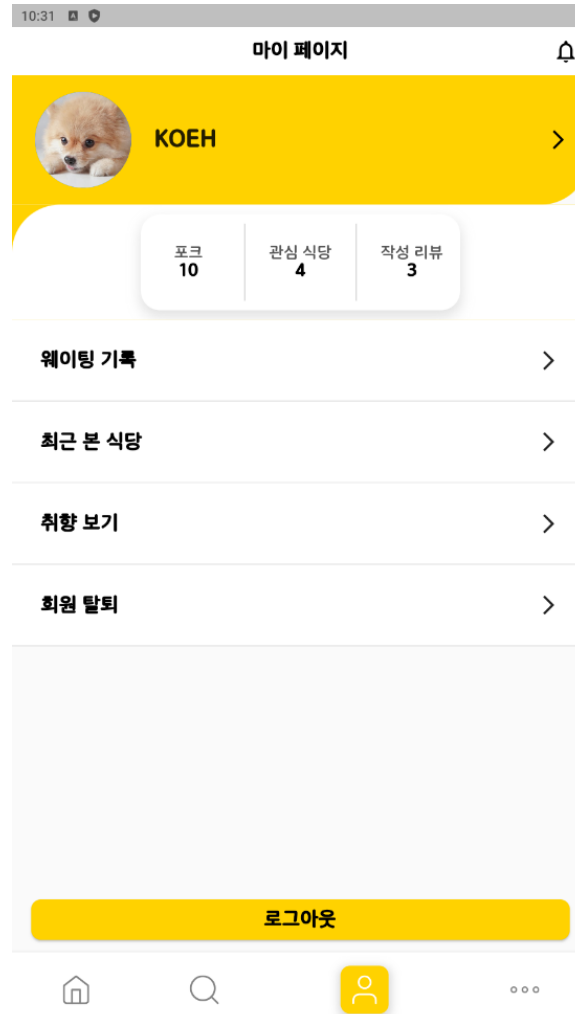 10:31
마이 페이지
KOEH
포크 관심 식당 작성 리뷰
10 4 3
웨이팅 기록
최근 본 식당
취향 보기
회원 탈퇴
로그아웃